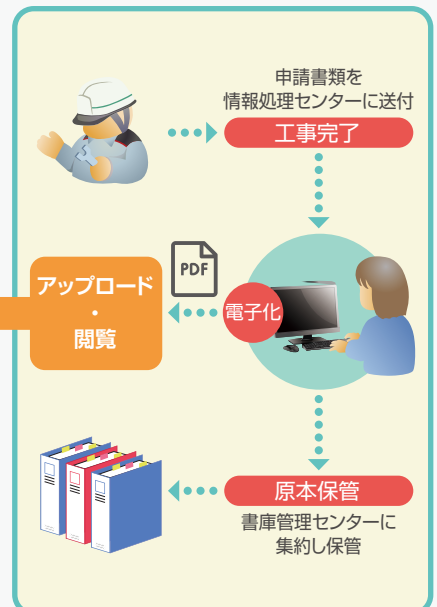 申請書類を
情報処理センターに送付
工事完了
PDF
アップロード
・
閲覧
電子化
原本保管
書庫管理センターに
集約し保管